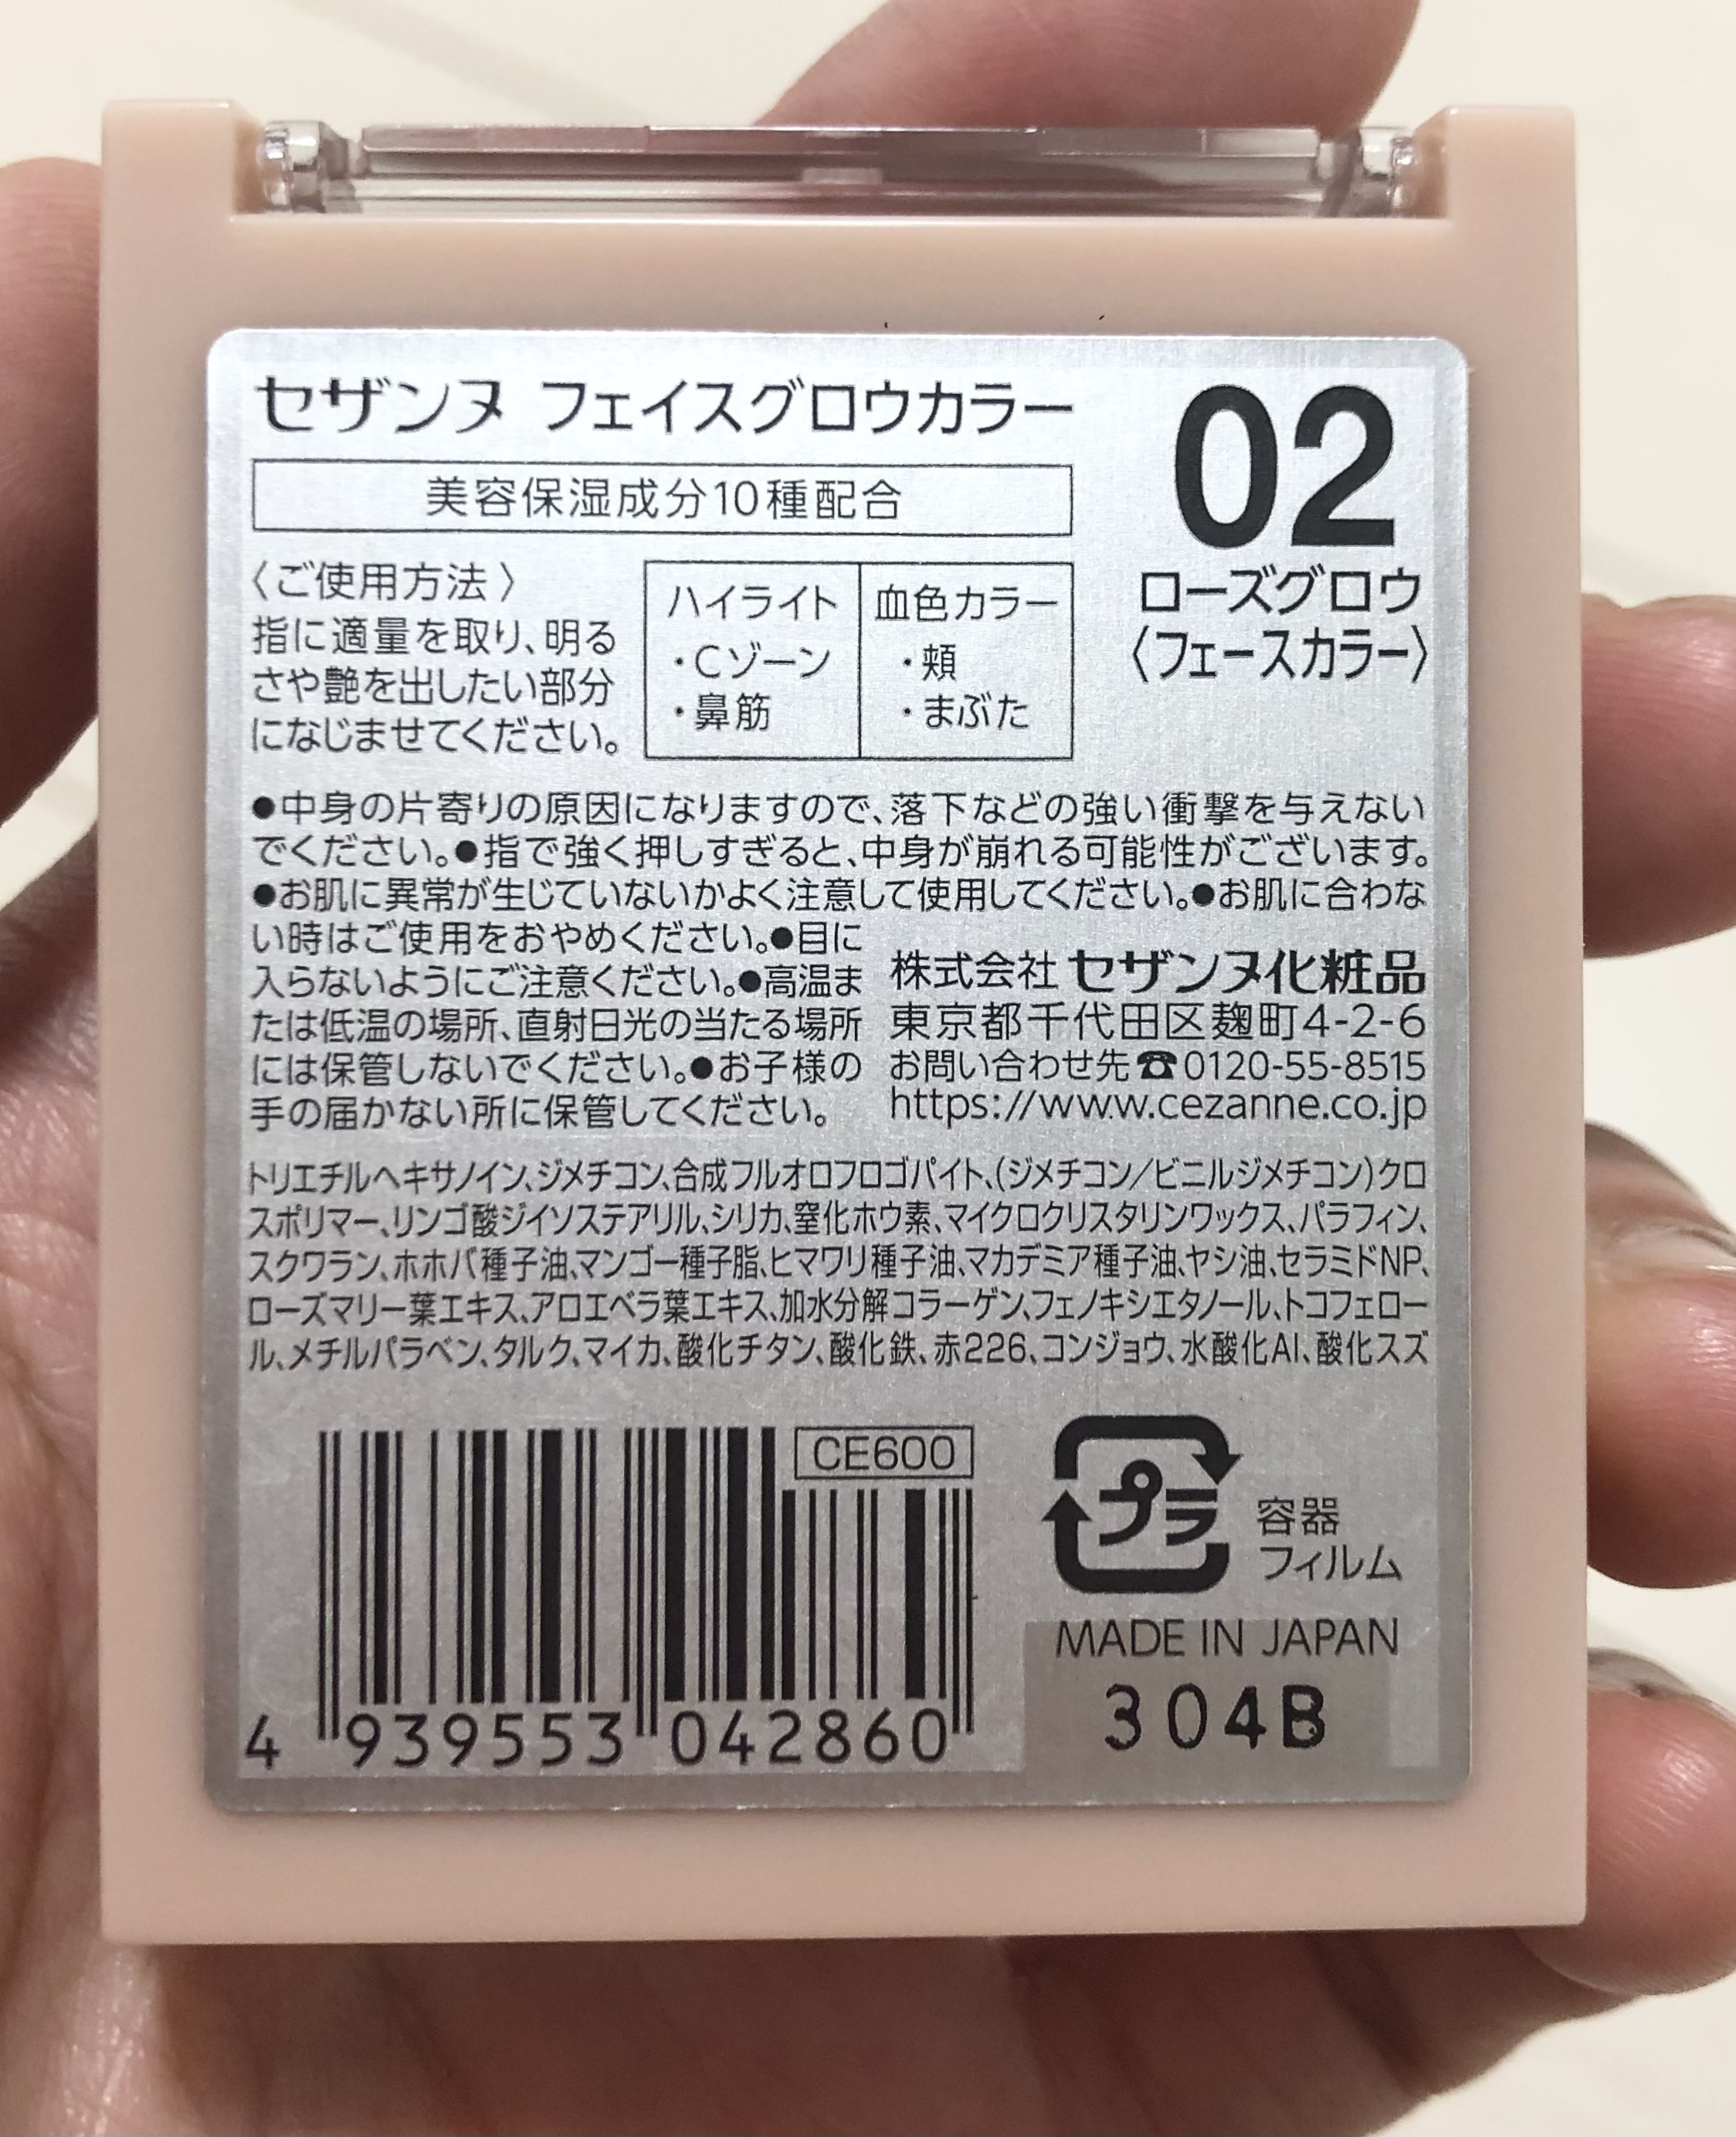 セザンヌ フェイスグロウカラー
美容保湿成分10種配合
02
ローズグロウ
〈フェースカラー〉
〈ご使用方法〉
指に適量を取り、明る
さや艶を出したい部分
になじませてください。
ハイライト
・Cゾーン
・鼻筋
血色カラー
・頬
・まぶた
●中身の片寄りの原因になりますので、落下などの強い衝撃を与えない
でください。●指で強く押しすぎると、中身が崩れる可能性がございます。
●お肌に異常が生じていないかよく注意して使用してください。●お肌に合わな
い時はご使用をおやめください。●目に
入らないようにご注意ください。●高温ま
たは低温の場所、直射日光の当たる場所
には保管しないでください。●お子様の
手の届かない所に保管してください。
株式会社 セザンヌ化粧品
東京都千代田区麹町4-2-6
お問い合わせ先☎0120-55-8515
https://www.cezanne.co.jp
トリエチルヘキサノイン、ジメチコン、合成フルオロフロゴパイト、(ジメチコン/ビニルジメチコン)クロ
スポリマー、リンゴ酸ジイソステアリル、シリカ、窒化ホウ素、マイクロクリスタリンワックス、パラフィン、
スクワラン、ホホバ種子油、マンゴー種子脂、ヒマワリ種子油、マカデミア種子油、ヤシ油、セラミドNP、
ローズマリー葉エキス、アロエベラ葉エキス、加水分解コラーゲン、フェノキシエタノール、トコフェロー
ル、メチルパラベン、タルク、マイカ、酸化チタン、酸化鉄、赤226、コンジョウ、水酸化Al、酸化スズ
CE600
4 939553 042860
プラ
容器
フィルム
MADE IN JAPAN
304B